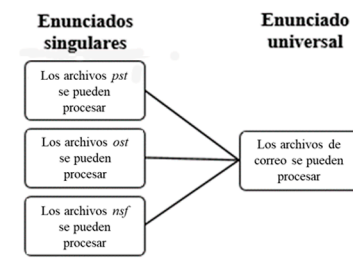 Enunciados
singulares
Enunciado
universal
Los archivos pst
se pueden
procesar
Los archivos ost
se pueden
procesar
Los archivos nsf
se pueden
procesar
Los archivos de
correo se pueden
procesar